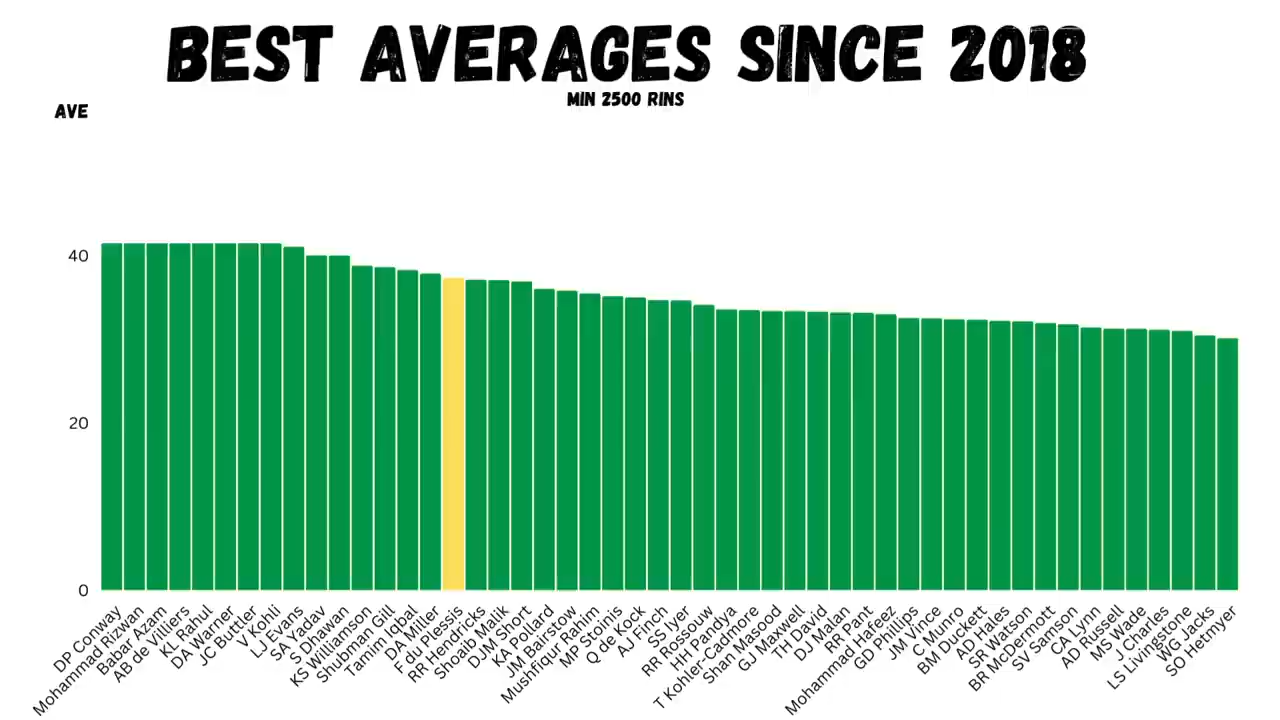 BEST AVERAGES SINCE 2018
MIN 2500 RINS
AVE
40
20
0
DP Conway
Mohammad Rizwan
Babar Azam
AB de Villiers
KL Rahul
DA Warner
JC Buttler
V Kohli
LJ Evans
SA Yadav
S Dhawan
KS Williamson
Shubman Gill
Tamim Iqbal
DA Miller
F du Plessis
RR Hendricks
Shoaib Malik
DJM Short
KA Pollard
JM Bairstow
Mushfiqur Rahim
MP Stoinis
Q de Kock
AJ Finch
SS Iyer
RR Rossouw
HH Pandya
T Kohler-Cadmore
Shan Masood
GJ Maxwell
TH David
DJ Malan
RR Pant
Mohammad Hafeez
GD Phillips
JM Vince
C Munro
BM Duckett
AD Hales
SR Watson
BR McDermott
SV Samson
CA Lynn
AD Russell
MS Wade
J Charles
LS Livingstone
WG Jacks
SO Hetmyer